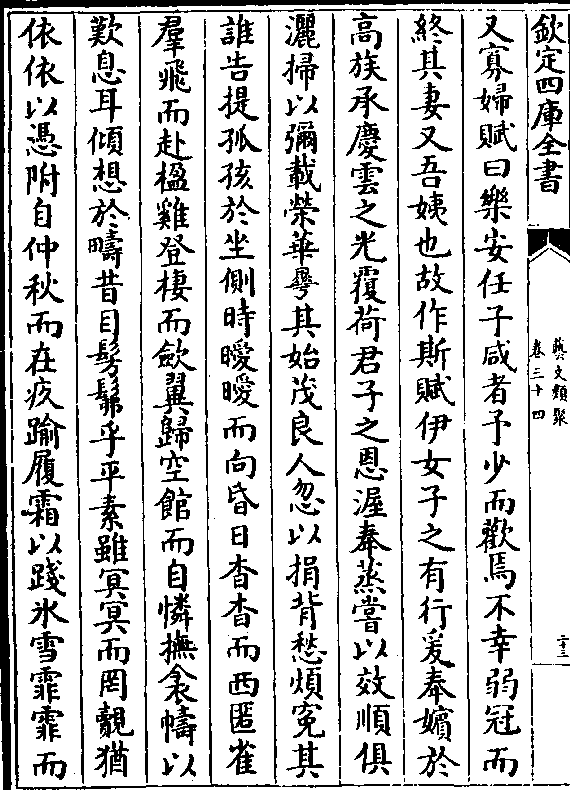 欽定四庫全書
藝文類聚
卷三十四
二十三
又寡婦賦曰樂安任子咸者予少而歡焉不幸弱冠而
終其妻又吾姨也故作斯賦伊女子之有行爰奉嬪於
高族承慶雲之光覆荷君子之恩渥奉蒸嘗以效順俱
灑掃以彌載榮華曅其始茂良人忽以捐背愁煩寃其
誰告提孤孩於坐側時曖曖而向昏日杳杳而西匿雀
羣飛而赴楹雞登棲而歛翼歸空館而自憐撫衾幬以
歎息耳傾想於疇昔目髣髴乎平素雖冥冥而罔覿猶
依依以憑附自仲秋而在疚踰履霜以踐氷雪霏霏而